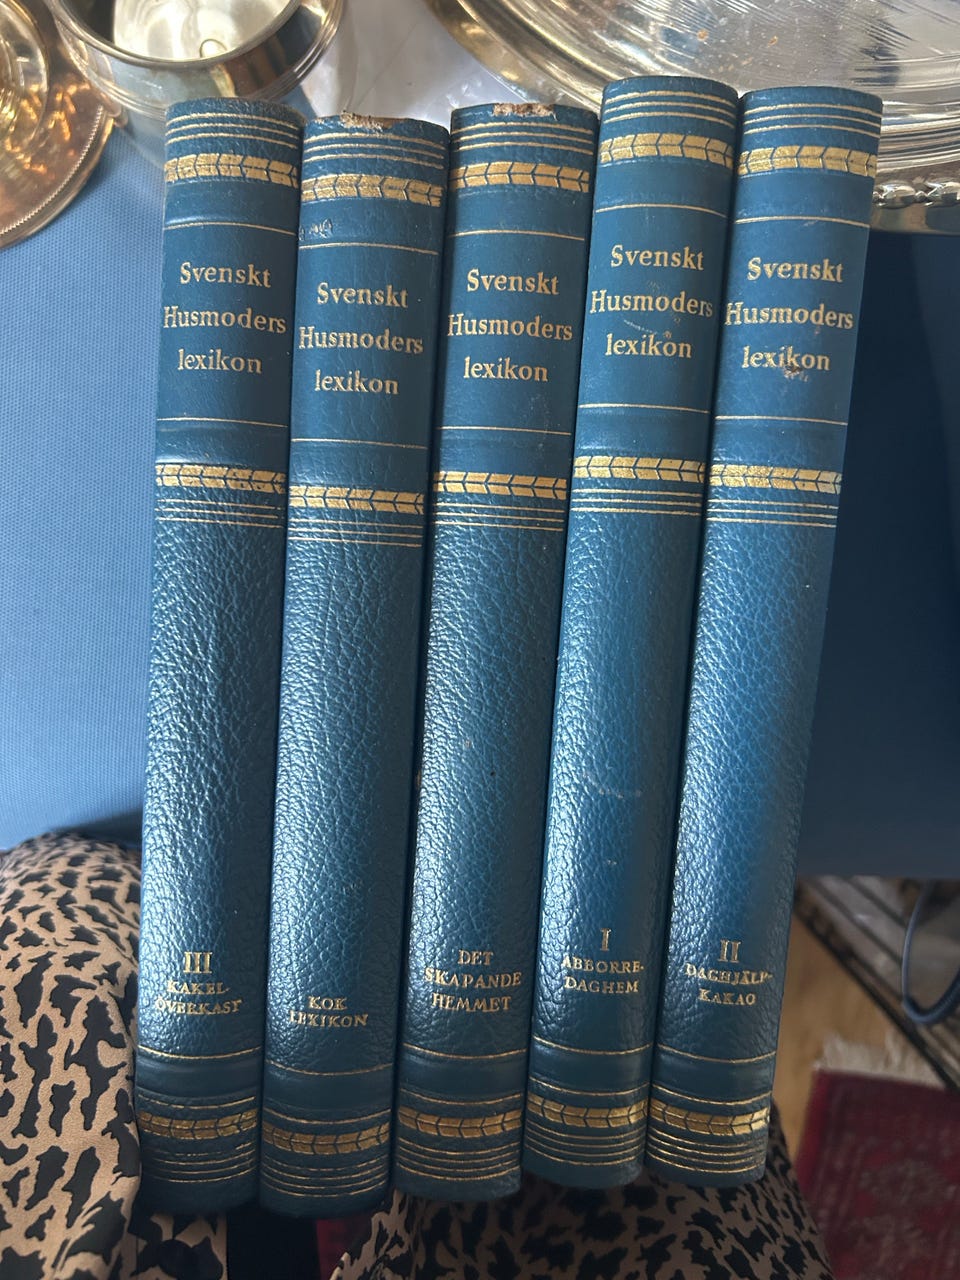 Svenskt
Husmoders
lexikon
III
KAKEL-
ÖVERKAST
Svenskt
Husmoders
lexikon
KOK
LEXIKON
Svenskt
Husmoders
lexikon
DET
SKAPANDE
HEMMET
Svenskt
Husmoders
lexikon
I
ABBORRE-
DAGHEM
Svenskt
Husmoders
lexikon
II
DAGHJÄLP-
KAKAO